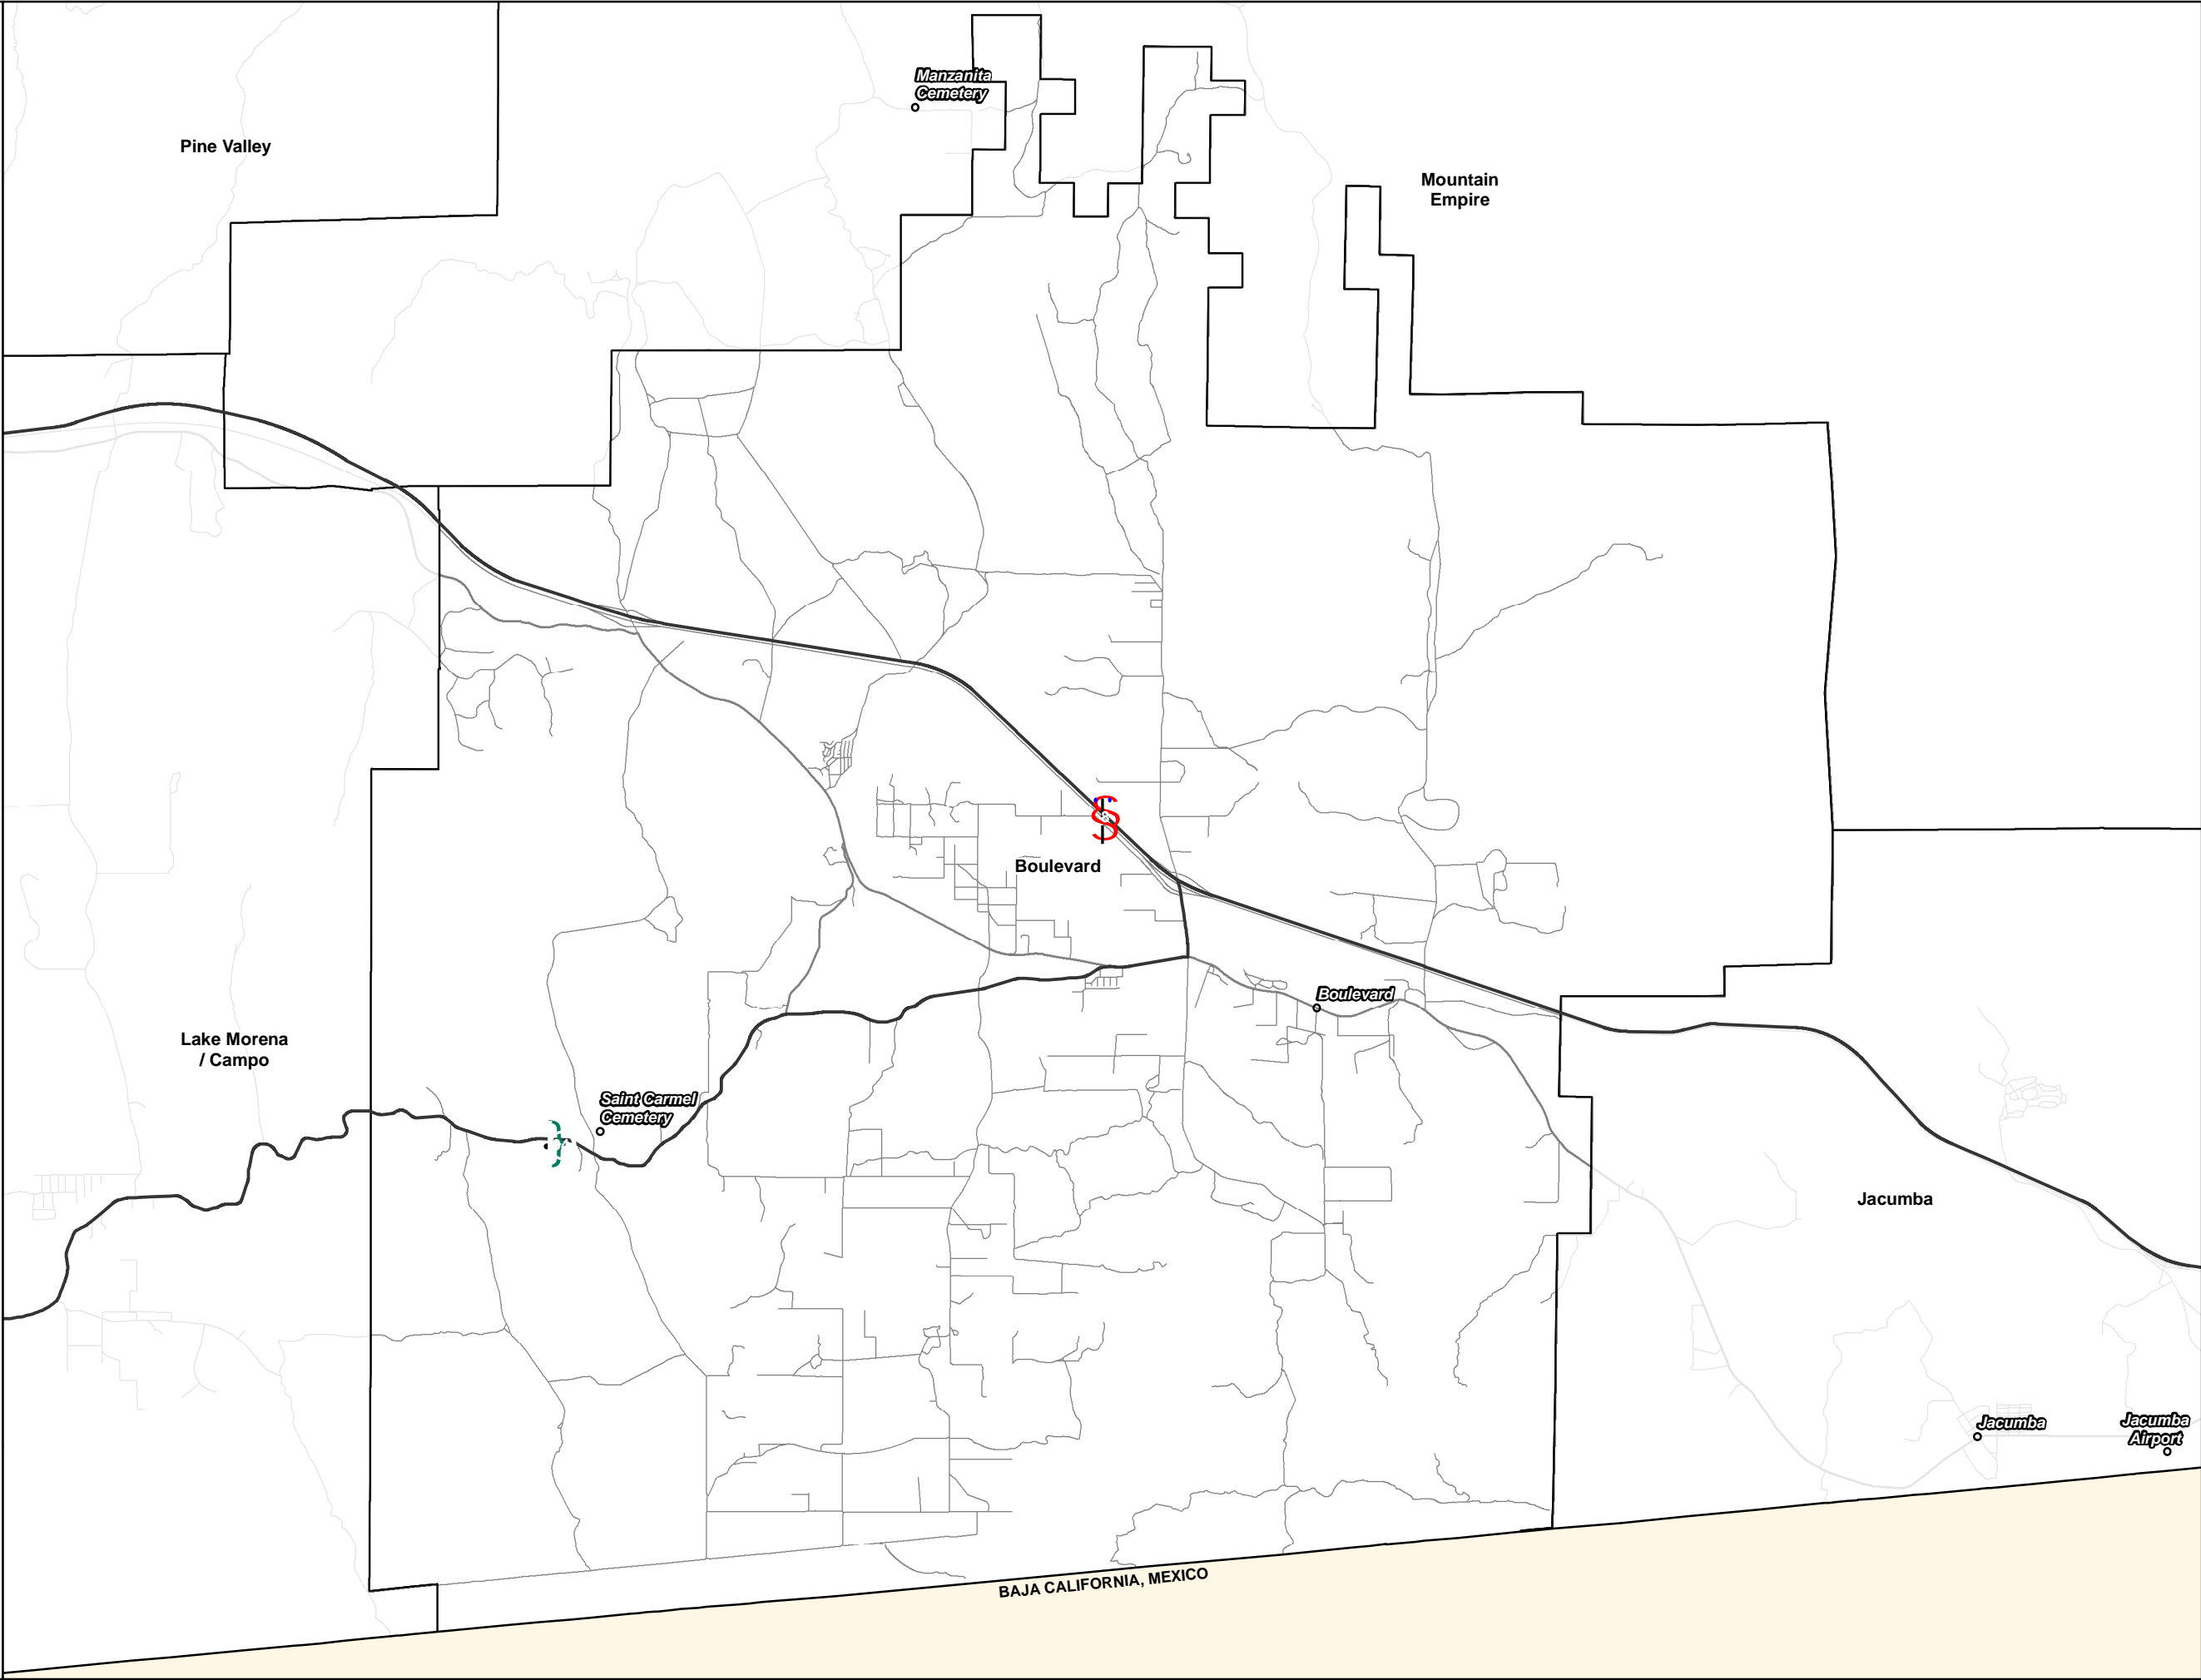 Manzanita
Cemetery
Pine Valley
Mountain
Empire
Boulevard
Boulevard
Lake Morena
/ Campo
Saint Carmel
Cemetery
Jacumba
Jacumba
Jacumba
Airport
BAJA CALIFORNIA, MEXICO